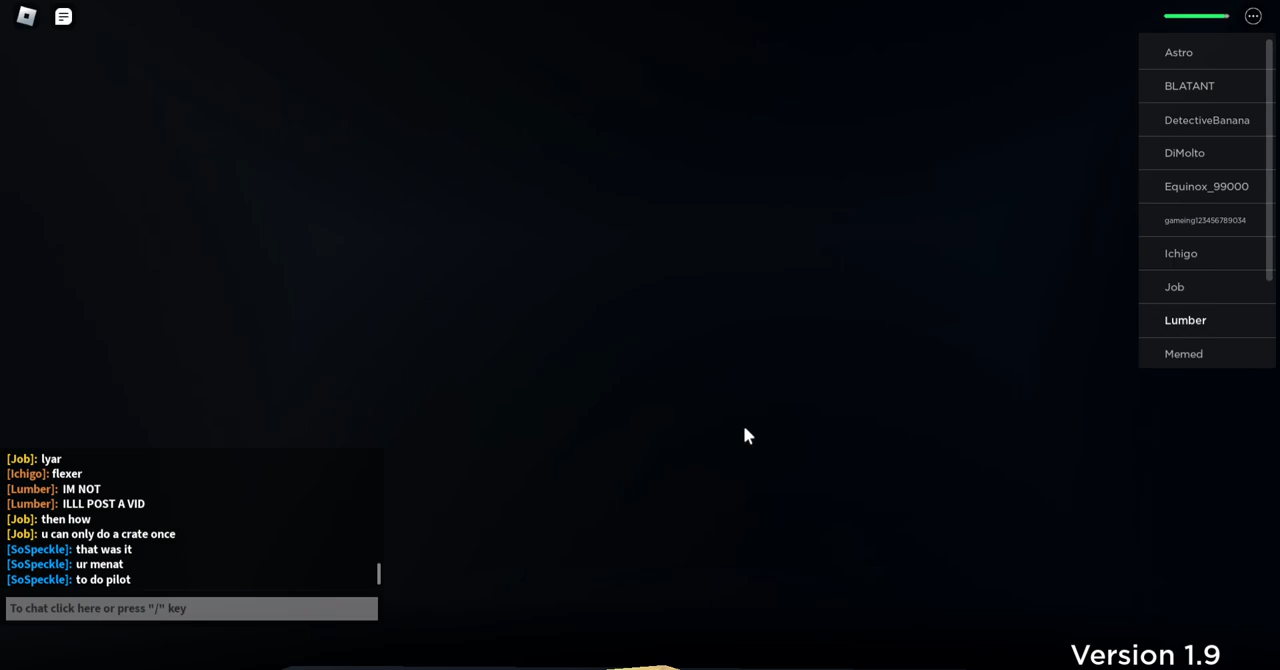 Astro
BLATANT
DetectiveBanana
DiMolto
Equinox_99000
gameing123456789034
Ichigo
Job
Lumber
Memed
[Job]: lyar
[Ichigo]: flexer
[Lumber]: IM NOT
[Lumber]: ILLL POST A VID
[Job]: then how
[Job]: u can only do a crate once
[SoSpeckle]: that was it
[SoSpeckle]: ur menat
[SoSpeckle]: to do pilot
To chat click here or press "/" key
Version 1.9